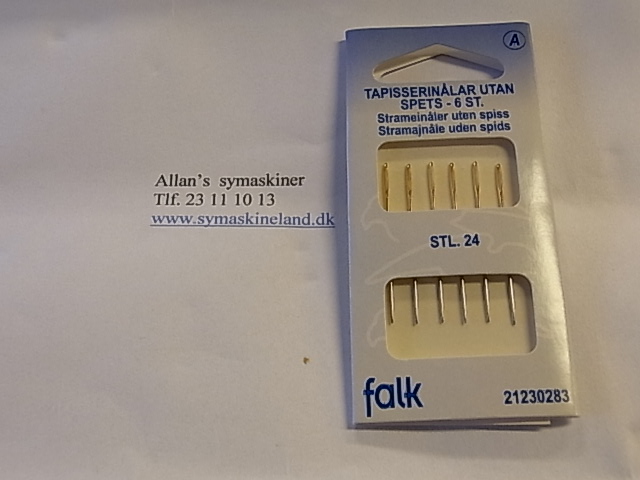 Allan's symaskiner
Tlf. 23 11 10 13
www.symaskineland.dk
A
TAPISSERINÅLAR UTAN
SPETS - 6 ST.
Strameinåler uten spiss
Stramajnåle uden spids
STL. 24
falk
21230283